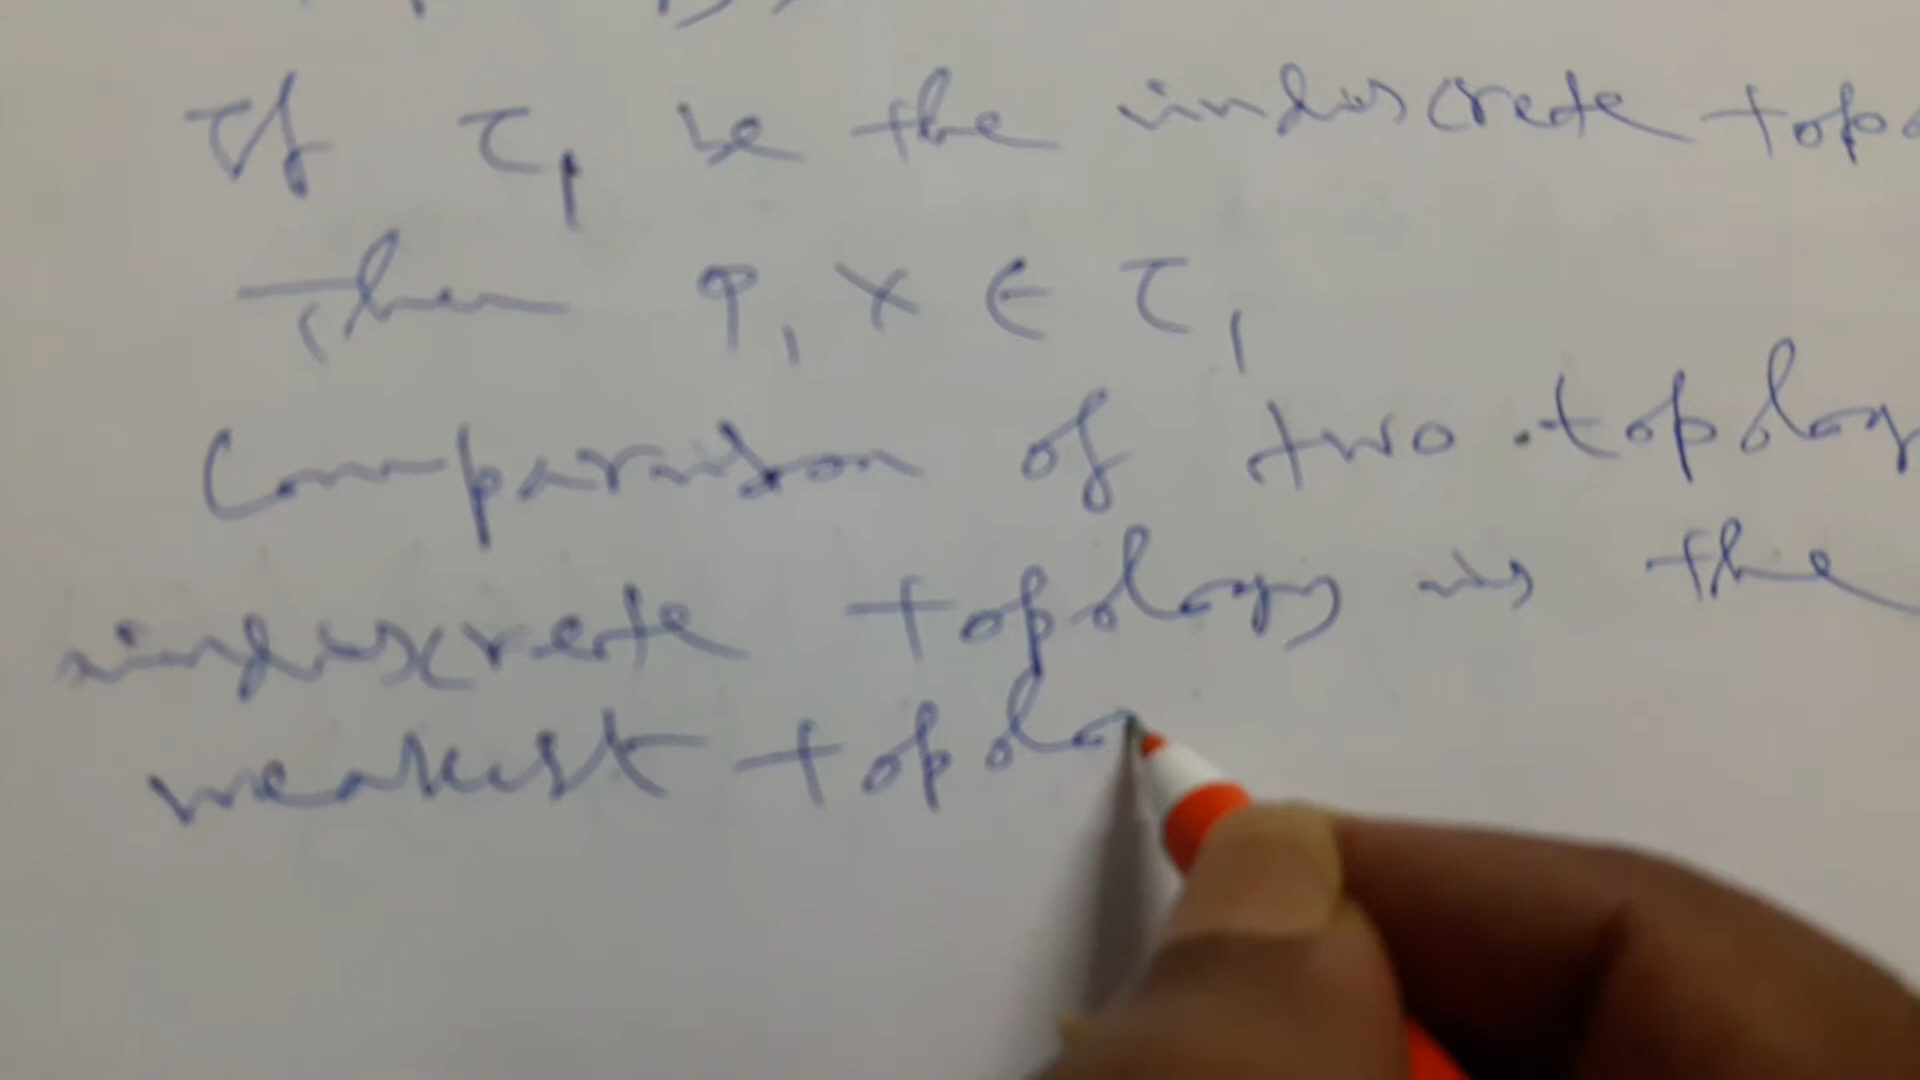 If τ₁ be the indiscrete topo
Then φ, X ∈ τ₁
Comparison of two topolog
indiscrete topology is the
weakest topolo